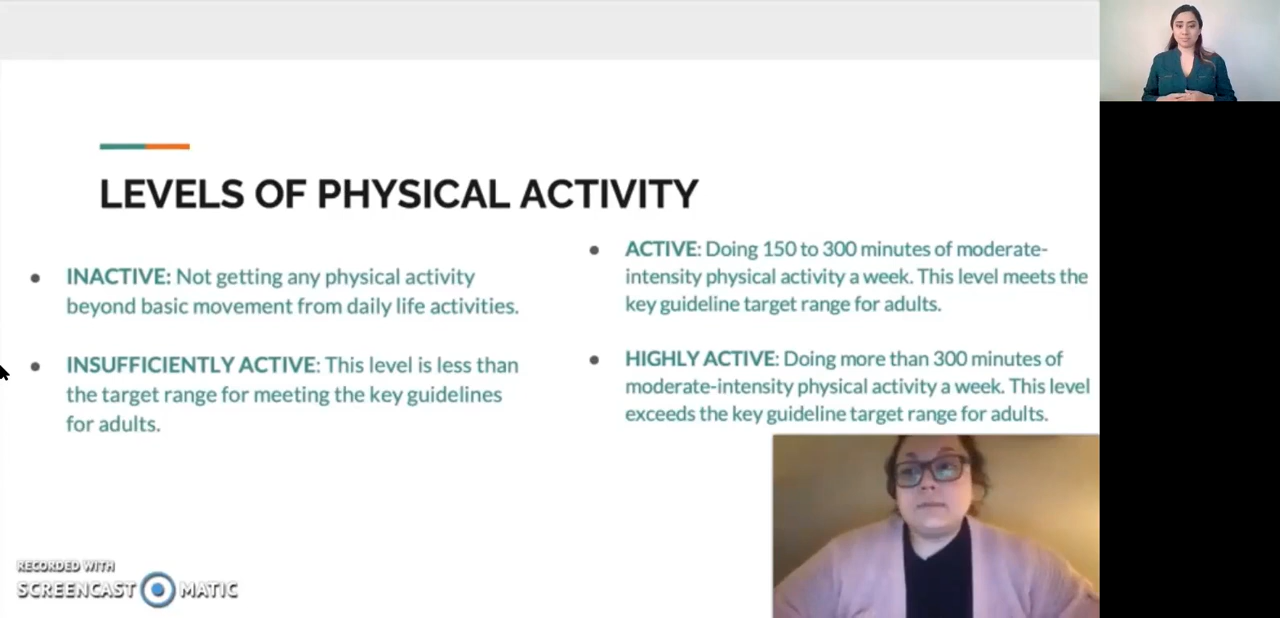 LEVELS OF PHYSICAL ACTIVITY
INACTIVE: Not getting any physical activity
beyond basic movement from daily life activities.
INSUFFICIENTLY ACTIVE: This level is less than
the target range for meeting the key guidelines
for adults.
ACTIVE: Doing 150 to 300 minutes of moderate-
intensity physical activity a week. This level meets the
key guideline target range for adults.
HIGHLY ACTIVE: Doing more than 300 minutes of
moderate-intensity physical activity a week. This level
exceeds the key guideline target range for adults.
RECORDED WITH
SCREENCAST MATIC